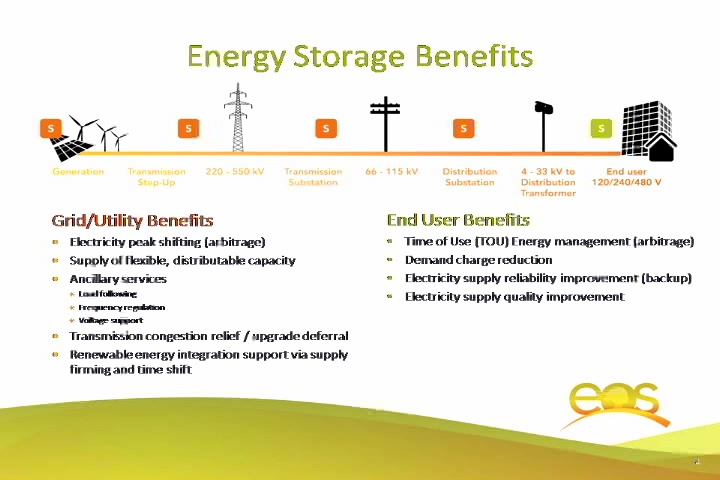 Energy Storage Benefits
S S S S S
Generation
Transmission
Step-Up
220 - 550 kV
Transmission
Substation
66 - 115 kV
Distribution
Substation
4 - 33 kV to
Distribution
Transformer
End user
120/240/480 V
Grid/Utility Benefits
Electricity peak shifting (arbitrage)
Supply of flexible, distributable capacity
Ancillary services
Load following
Frequency regulation
Voltage support
Transmission congestion relief / upgrade deferral
Renewable energy integration support via supply
firming and time shift
End User Benefits
Time of Use (TOU) Energy management (arbitrage)
Demand charge reduction
Electricity supply reliability improvement (backup)
Electricity supply quality improvement
eos